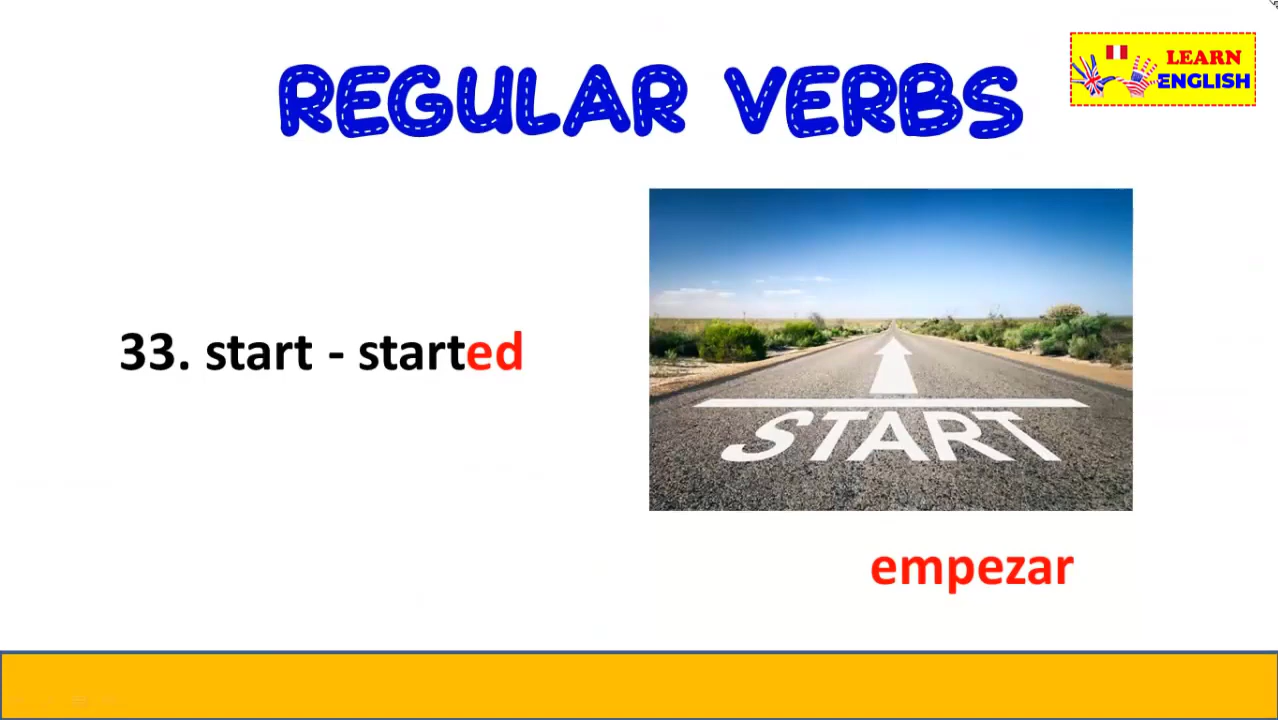 REGULAR VERBS
LEARN
ENGLISH
33. start - started
START
empezar